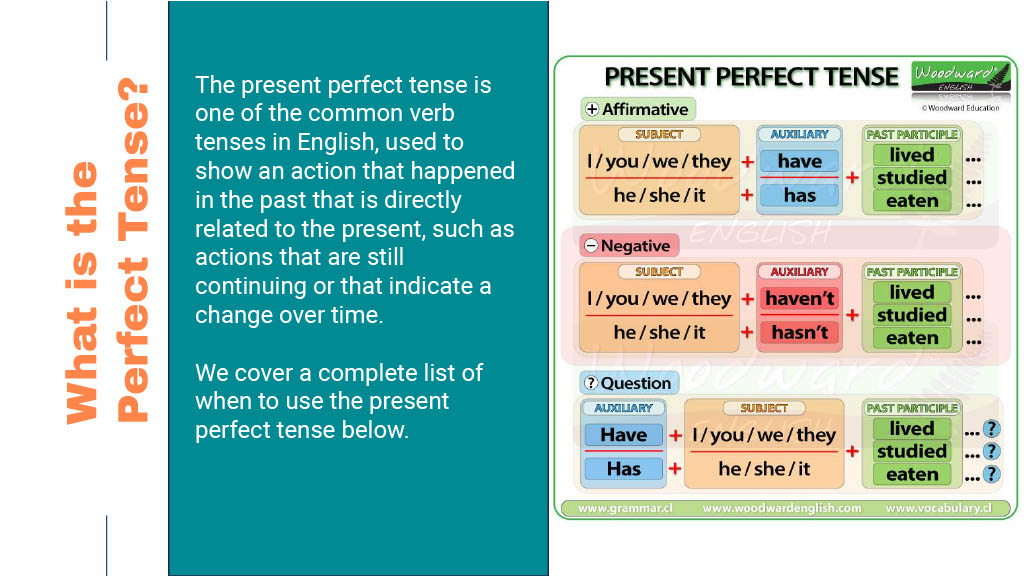 What is the
Perfect Tense?
The present perfect tense is
one of the common verb
tenses in English, used to
show an action that happened
in the past that is directly
related to the present, such as
actions that are still
continuing or that indicate a
change over time.
We cover a complete list of
when to use the present
perfect tense below.
PRESENT PERFECT TENSE
Woodward®
ENGLISH
© Woodward Education
+ Affirmative
SUBJECT AUXILIARY PAST PARTICIPLE
I / you / we / they + have
he / she / it + has
+
lived ...
studied ...
eaten ...
− Negative
SUBJECT AUXILIARY PAST PARTICIPLE
I / you / we / they + haven't
he / she / it + hasn't
+
lived ...
studied ...
eaten ...
? Question
AUXILIARY SUBJECT PAST PARTICIPLE
Have + I / you / we / they
Has + he / she / it
+
lived ... ?
studied ... ?
eaten ... ?
Woodward
ENGLISH
www.grammar.cl www.woodwardenglish.com www.vocabulary.cl